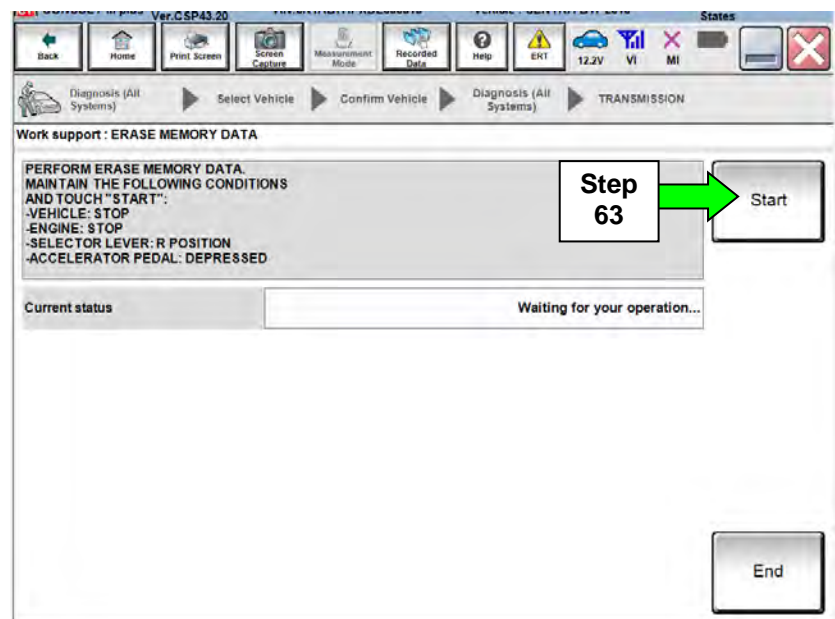 Ver.CSP43.20
States
Back
Home
Print Screen
Screen Capture
Measurement Mode
Recorded Data
Help
ERT
12.2V
VI
MI
Diagnosis (All Systems)
Select Vehicle
Confirm Vehicle
Diagnosis (All Systems)
TRANSMISSION
Work support : ERASE MEMORY DATA
PERFORM ERASE MEMORY DATA.
MAINTAIN THE FOLLOWING CONDITIONS
AND TOUCH "START":
-VEHICLE: STOP
-ENGINE: STOP
-SELECTOR LEVER: R POSITION
-ACCELERATOR PEDAL: DEPRESSED
Step
63
Start
Current status
Waiting for your operation...
End